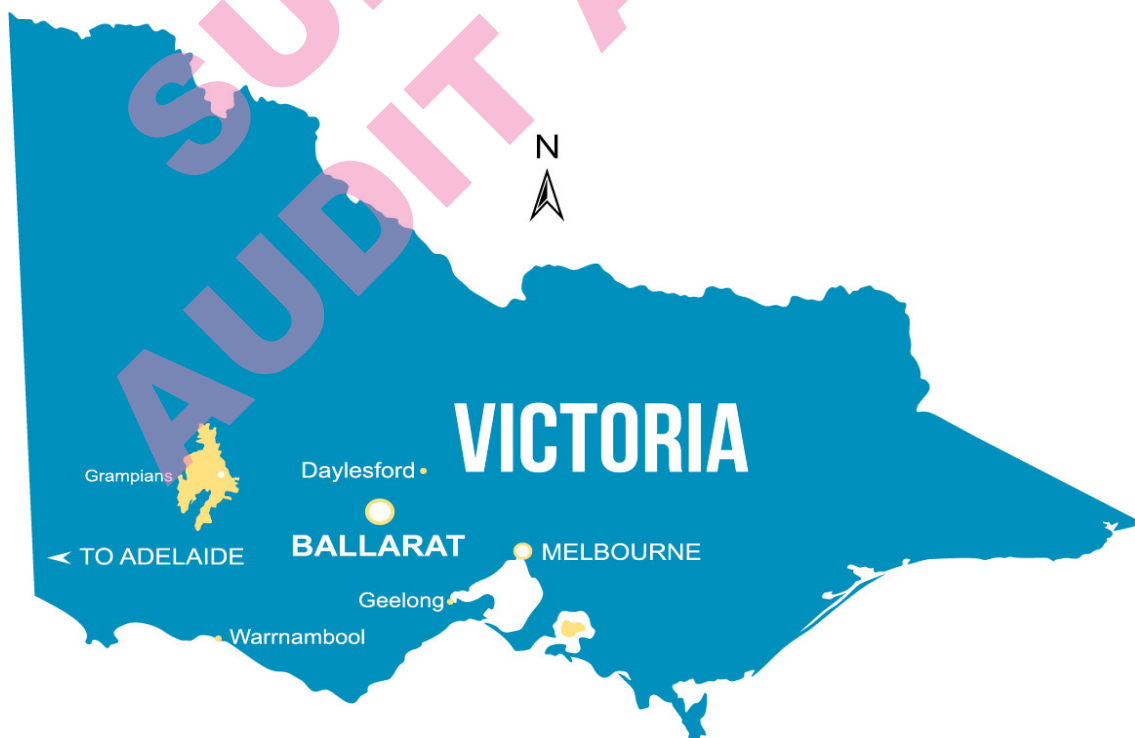 AUDIT A
N
VICTORIA
Grampians
Daylesford
BALLARAT
TO ADELAIDE
MELBOURNE
Geelong
Warrnambool